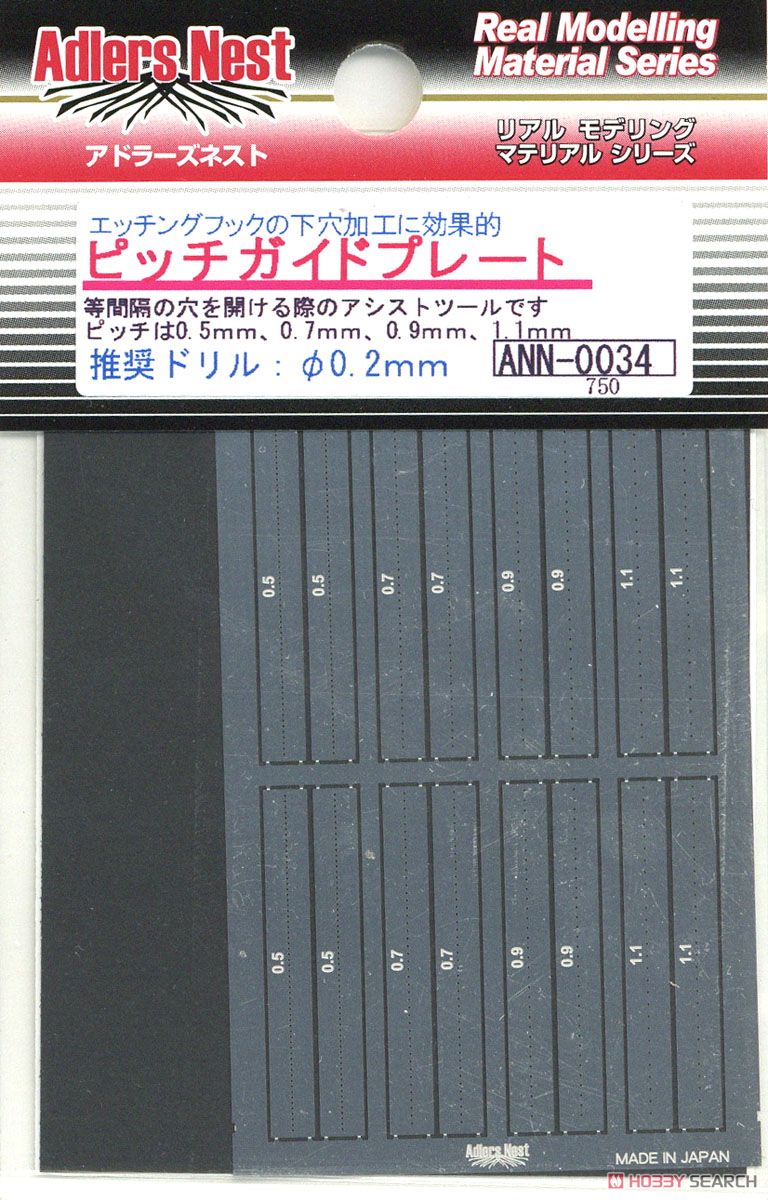 Adlers Nest
アドラーズネスト
Real Modelling
Material Series
リアル モデリング
マテリアル シリーズ
エッチングフックの下穴加工に効果的
ピッチガイドプレート
等間隔の穴を開ける際のアシストツールです
ピッチは0.5mm、0.7mm、0.9mm、1.1mm
推奨ドリル：φ0.2mm
ANN-0034
750
0.5 0.5 0.7 0.7 0.9 0.9 1.1 1.1
0.5 0.5 0.7 0.7 0.9 0.9 1.1 1.1
Adlers Nest
MADE IN JAPAN
HOBBY SEARCH